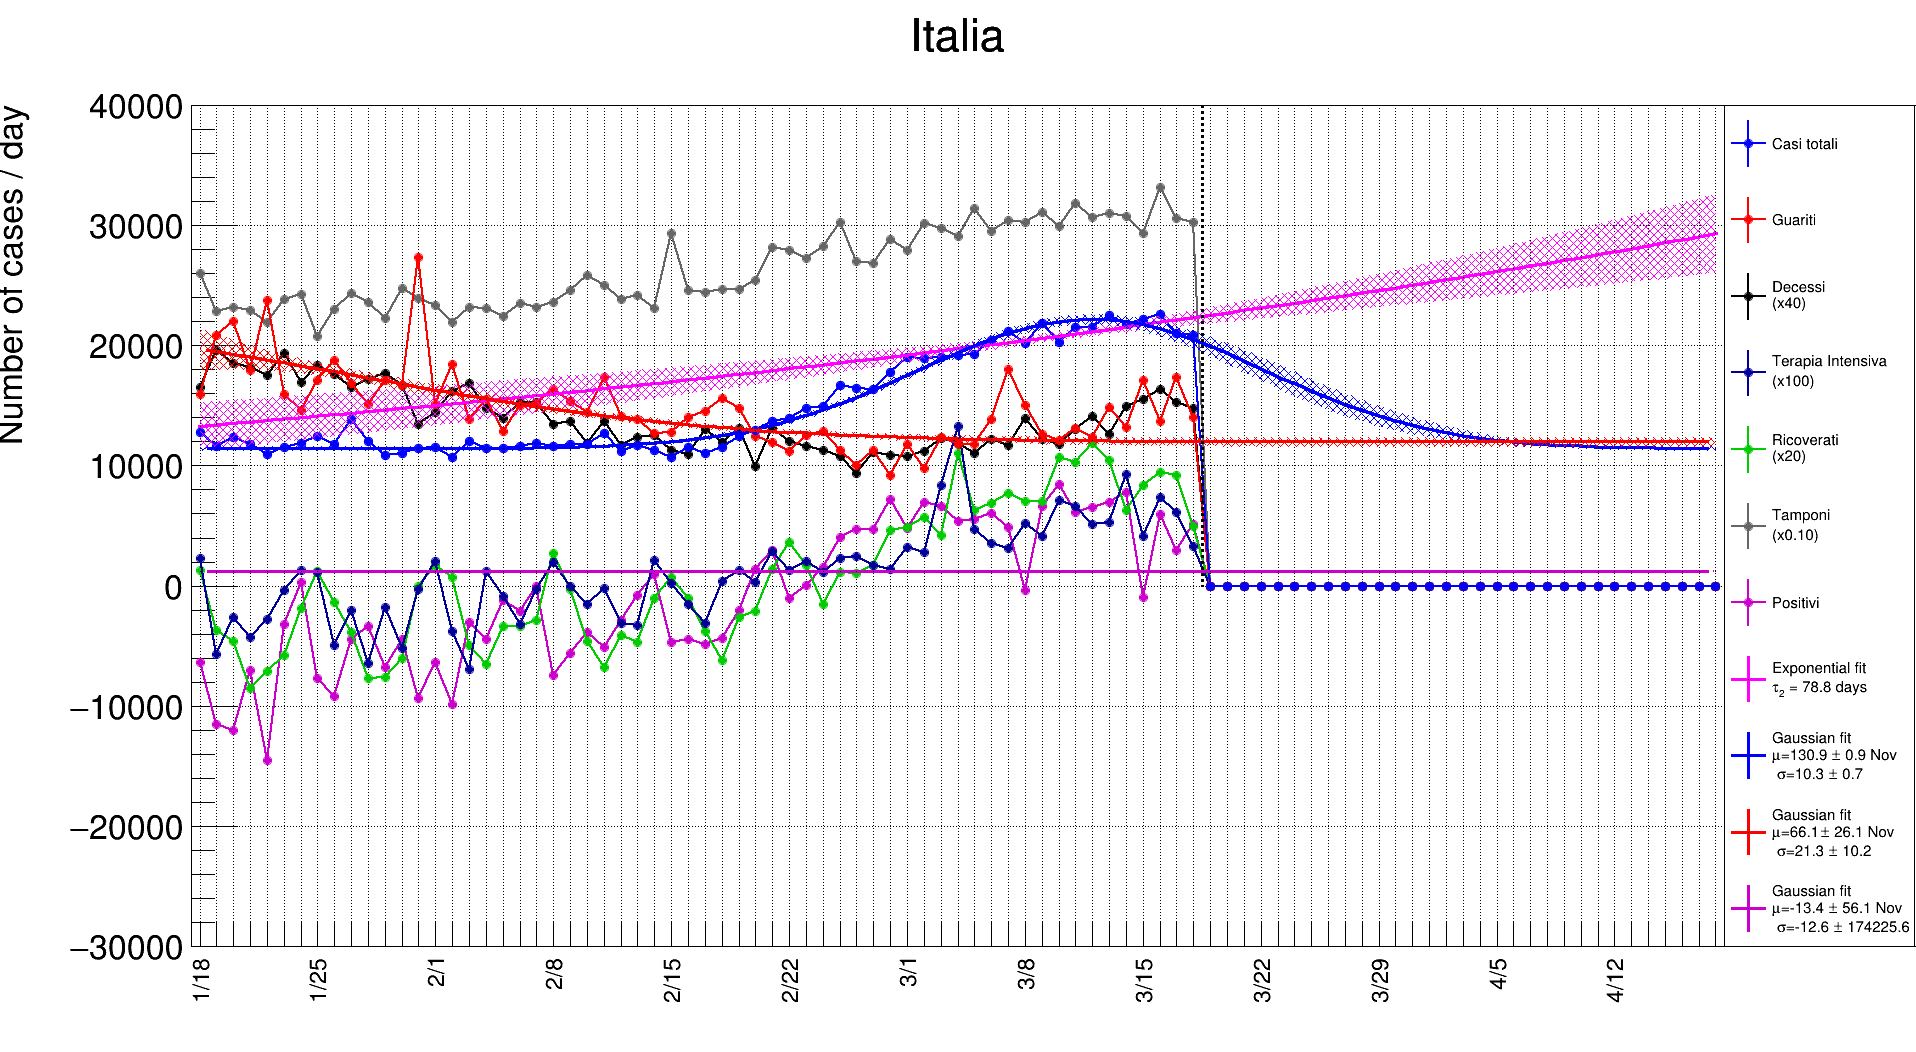 Italia
Number of cases / day
40000
30000
20000
10000
0
−10000
−20000
−30000
1/18
1/25
2/1
2/8
2/15
2/22
3/1
3/8
3/15
3/22
3/29
4/5
4/12
Casi totali
Guariti
Decessi
(x40)
Terapia Intensiva
(x100)
Ricoverati
(x20)
Tamponi
(x0.10)
Positivi
Exponential fit
τ2 = 78.8 days
Gaussian fit
μ=130.9 ± 0.9 Nov
σ=10.3 ± 0.7
Gaussian fit
μ=66.1 ± 26.1 Nov
σ=21.3 ± 10.2
Gaussian fit
μ=-13.4 ± 56.1 Nov
σ=-12.6 ± 174225.6